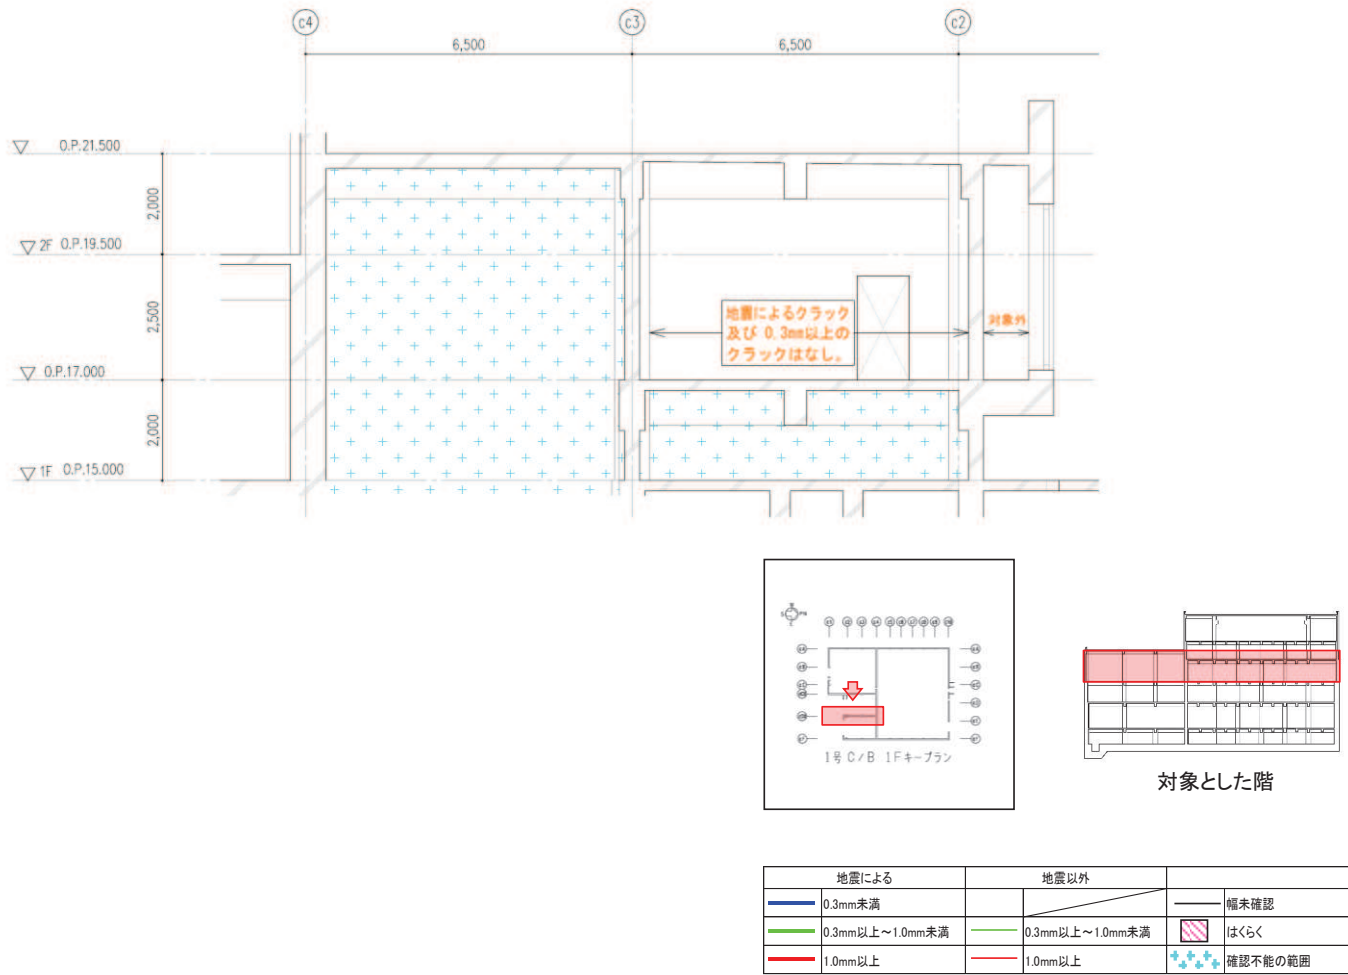 c4
c3
c2
6,500
6,500
O.P.21.500
2,000
2F O.P.19.500
2,500
O.P.17.000
2,000
1F O.P.15.000
地震によるクラック
及び 0.3mm以上の
クラックはなし。
対象外
1号 C/B 1Fキープラン
対象とした階
地震による 地震以外
0.3mm未満 幅未確認
0.3mm以上～1.0mm未満 0.3mm以上～1.0mm未満 はくらく
1.0mm以上 1.0mm以上 確認不能の範囲